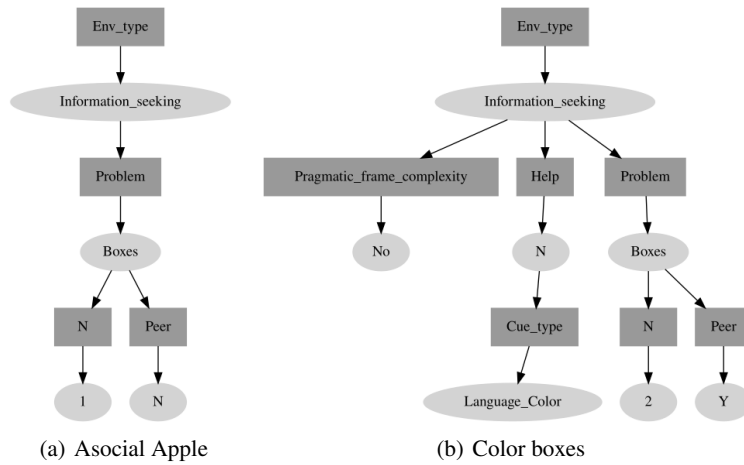 Env_type
Information_seeking
Problem
Boxes
N
Peer
1
N
(a) Asocial Apple
Env_type
Information_seeking
Pragmatic_frame_complexity
Help
Problem
No
N
Boxes
Cue_type
N
Peer
Language_Color
2
Y
(b) Color boxes